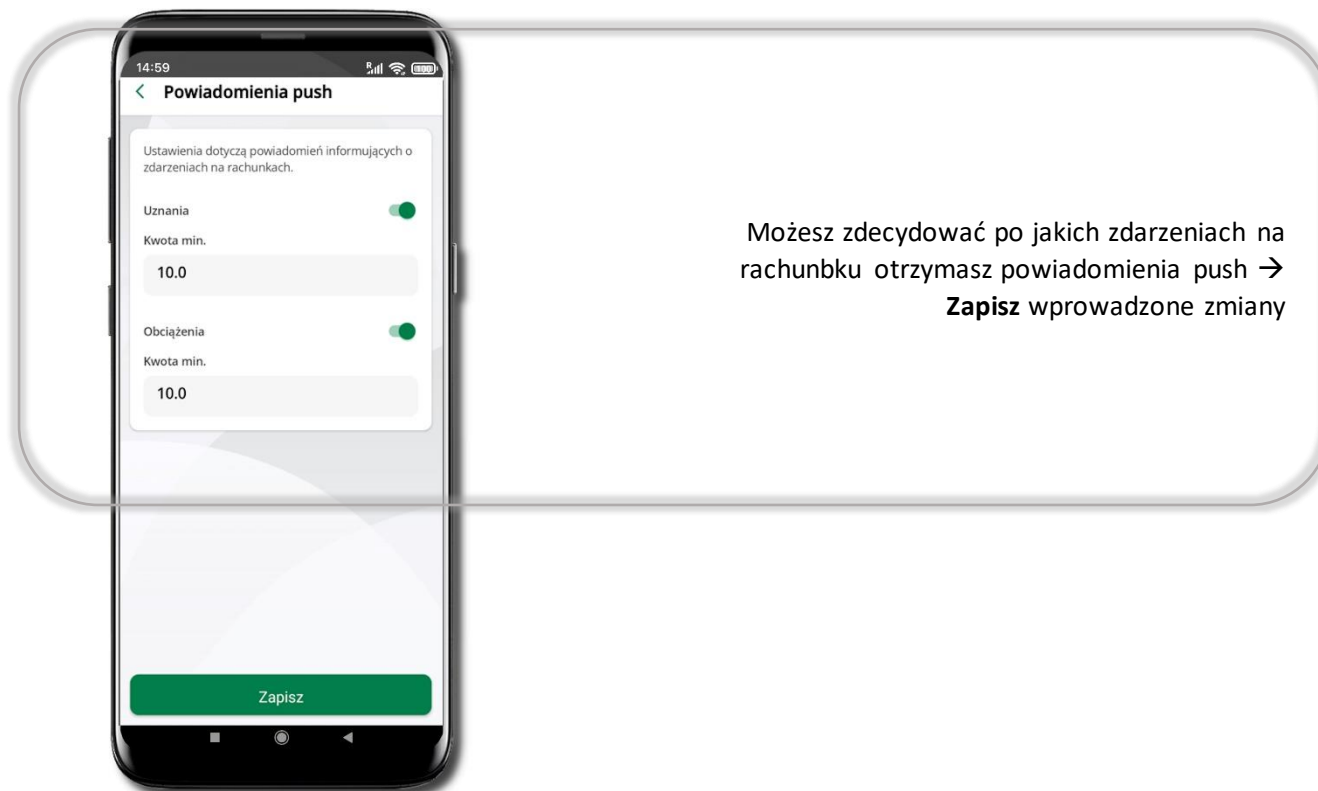 14:59
R
100
Powiadomienia push
Ustawienia dotyczą powiadomień informujących o
zdarzeniach na rachunkach.
Uznania
Kwota min.
10.0
Obciążenia
Kwota min.
10.0
Zapisz
Możesz zdecydować po jakich zdarzeniach na
rachunbku otrzymasz powiadomienia push →
Zapisz wprowadzone zmiany